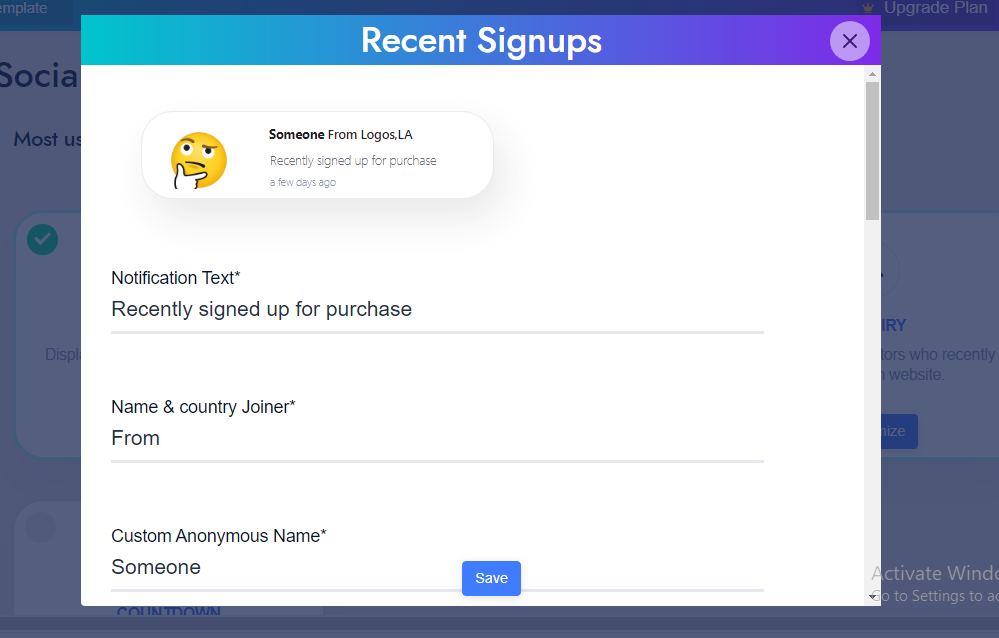 emplate
Upgrade Plan
Recent Signups
Socia
Most us
Someone From Logos,LA
Recently signed up for purchase
a few days ago
Notification Text*
Recently signed up for purchase
IRY
Displa
tors who recently
website.
Name & country Joiner*
From
mize
Custom Anonymous Name*
Someone
Save
Activate Windo
Go to Settings to ac
COUNTDOWN